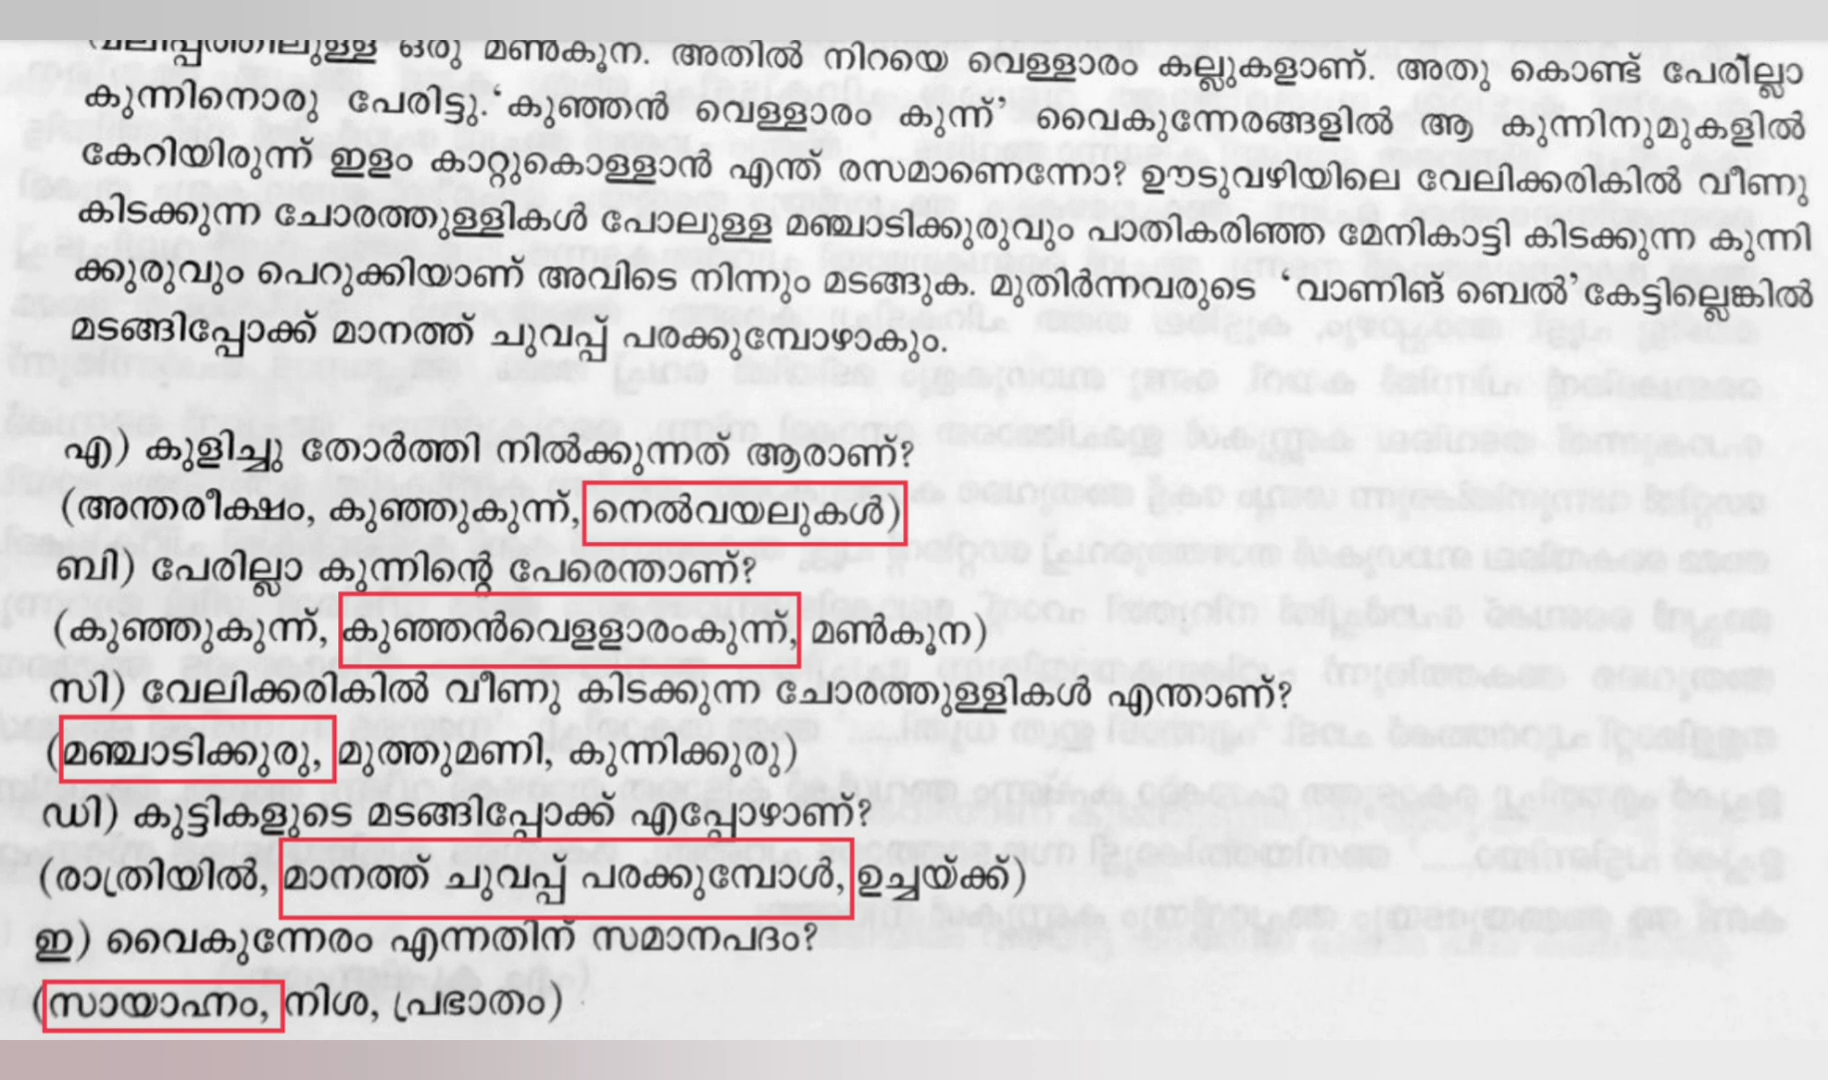 വലിപ്പത്തിലുള്ള ഒരു മൺകൂന. അതിൽ നിറയെ വെള്ളാരം കല്ലുകളാണ്. അതു കൊണ്ട് പേരില്ലാ
കുന്നിനൊരു പേരിട്ടു.‘കുഞ്ഞൻ വെള്ളാരം കുന്ന്’ വൈകുന്നേരങ്ങളിൽ ആ കുന്നിനുമുകളിൽ
കേറിയിരുന്ന് ഇളം കാറ്റുകൊള്ളാൻ എന്ത് രസമാണെന്നോ? ഊടുവഴിയിലെ വേലിക്കരികിൽ വീണു
കിടക്കുന്ന ചോരത്തുള്ളികൾ പോലുള്ള മഞ്ചാടിക്കുരുവും പാതികരിഞ്ഞ മേനികാട്ടി കിടക്കുന്ന കുന്നി
ക്കുരുവും പെറുക്കിയാണ് അവിടെ നിന്നും മടങ്ങുക. മുതിർന്നവരുടെ ‘വാണിങ് ബെൽ’കേട്ടില്ലെങ്കിൽ
മടങ്ങിപ്പോക്ക് മാനത്ത് ചുവപ്പ് പരക്കുമ്പോഴാകും.
എ) കുളിച്ചു തോർത്തി നിൽക്കുന്നത് ആരാണ്?
(അന്തരീക്ഷം, കുഞ്ഞുകുന്ന്, നെൽവയലുകൾ)
ബി) പേരില്ലാ കുന്നിന്റെ പേരെന്താണ്?
(കുഞ്ഞുകുന്ന്, കുഞ്ഞൻവെള്ളാരംകുന്ന്, മൺകൂന)
സി) വേലിക്കരികിൽ വീണു കിടക്കുന്ന ചോരത്തുള്ളികൾ എന്താണ്?
(മഞ്ചാടിക്കുരു, മുത്തുമണി, കുന്നിക്കുരു)
ഡി) കുട്ടികളുടെ മടങ്ങിപ്പോക്ക് എപ്പോഴാണ്?
(രാത്രിയിൽ, മാനത്ത് ചുവപ്പ് പരക്കുമ്പോൾ, ഉച്ചയ്ക്ക്)
ഇ) വൈകുന്നേരം എന്നതിന് സമാനപദം?
(സായാഹ്നം, നിശ, പ്രഭാതം)